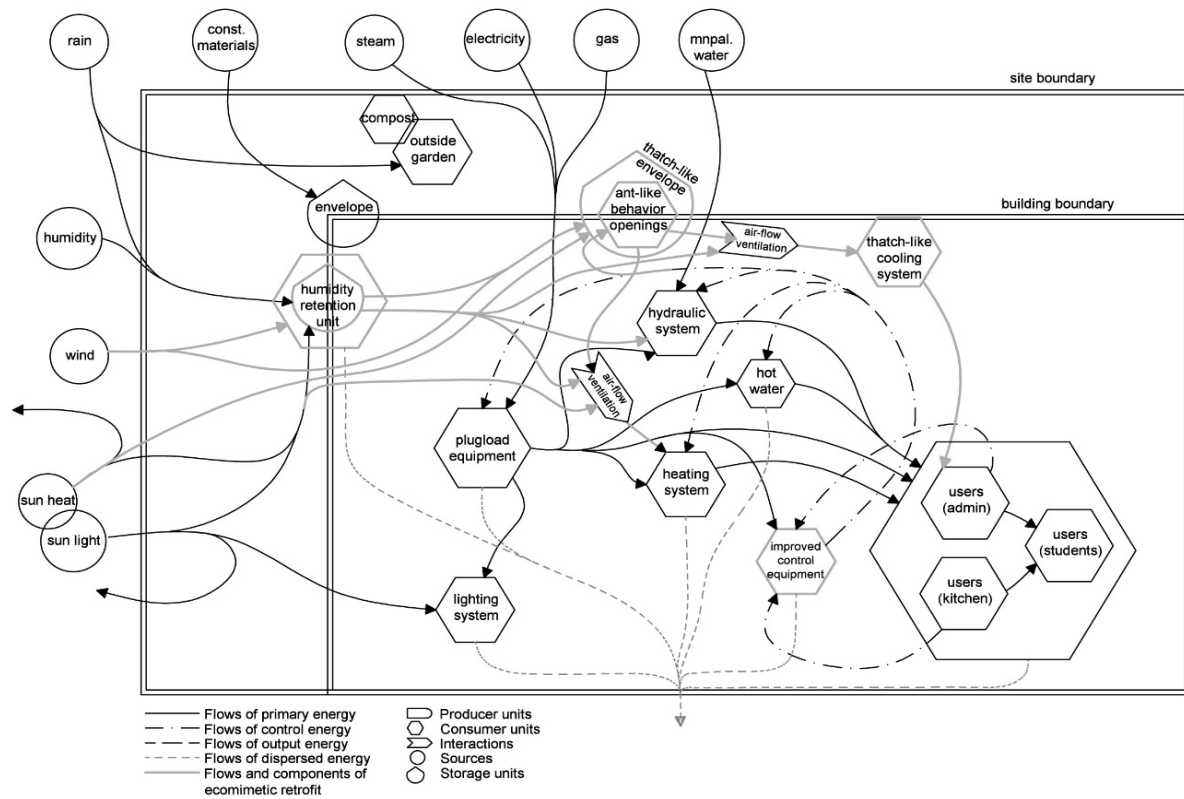 rain
const.
materials
steam
electricity
gas
mnpal.
water
site boundary
compost
outside
garden
thatch-like
envelope
envelope
ant-like
behavior
openings
building boundary
air-flow
ventilation
thatch-like
cooling
system
humidity
humidity
retention
unit
hydraulic
system
wind
air-flow
ventilation
hot
water
plugload
equipment
heating
system
sun heat
sun light
users
(admin)
users
(students)
improved
control
equipment
users
(kitchen)
lighting
system
Flows of primary energy
Flows of control energy
Flows of output energy
Flows of dispersed energy
Flows and components of
ecomimetic retrofit
Producer units
Consumer units
Interactions
Sources
Storage units